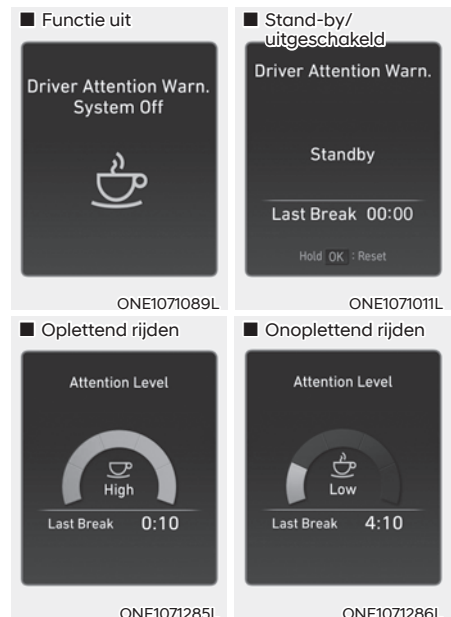 ■ Functie uit
Driver Attention Warn.
System Off
ONE1071089L
■ Stand-by/
uitgeschakeld
Driver Attention Warn.
Standby
Last Break 00:00
Hold OK : Reset
ONE1071011L
■ Oplettend rijden
Attention Level
High
Last Break 0:10
ONE1071285L
■ Onoplettend rijden
Attention Level
Low
Last Break 4:10
ONE1071286L